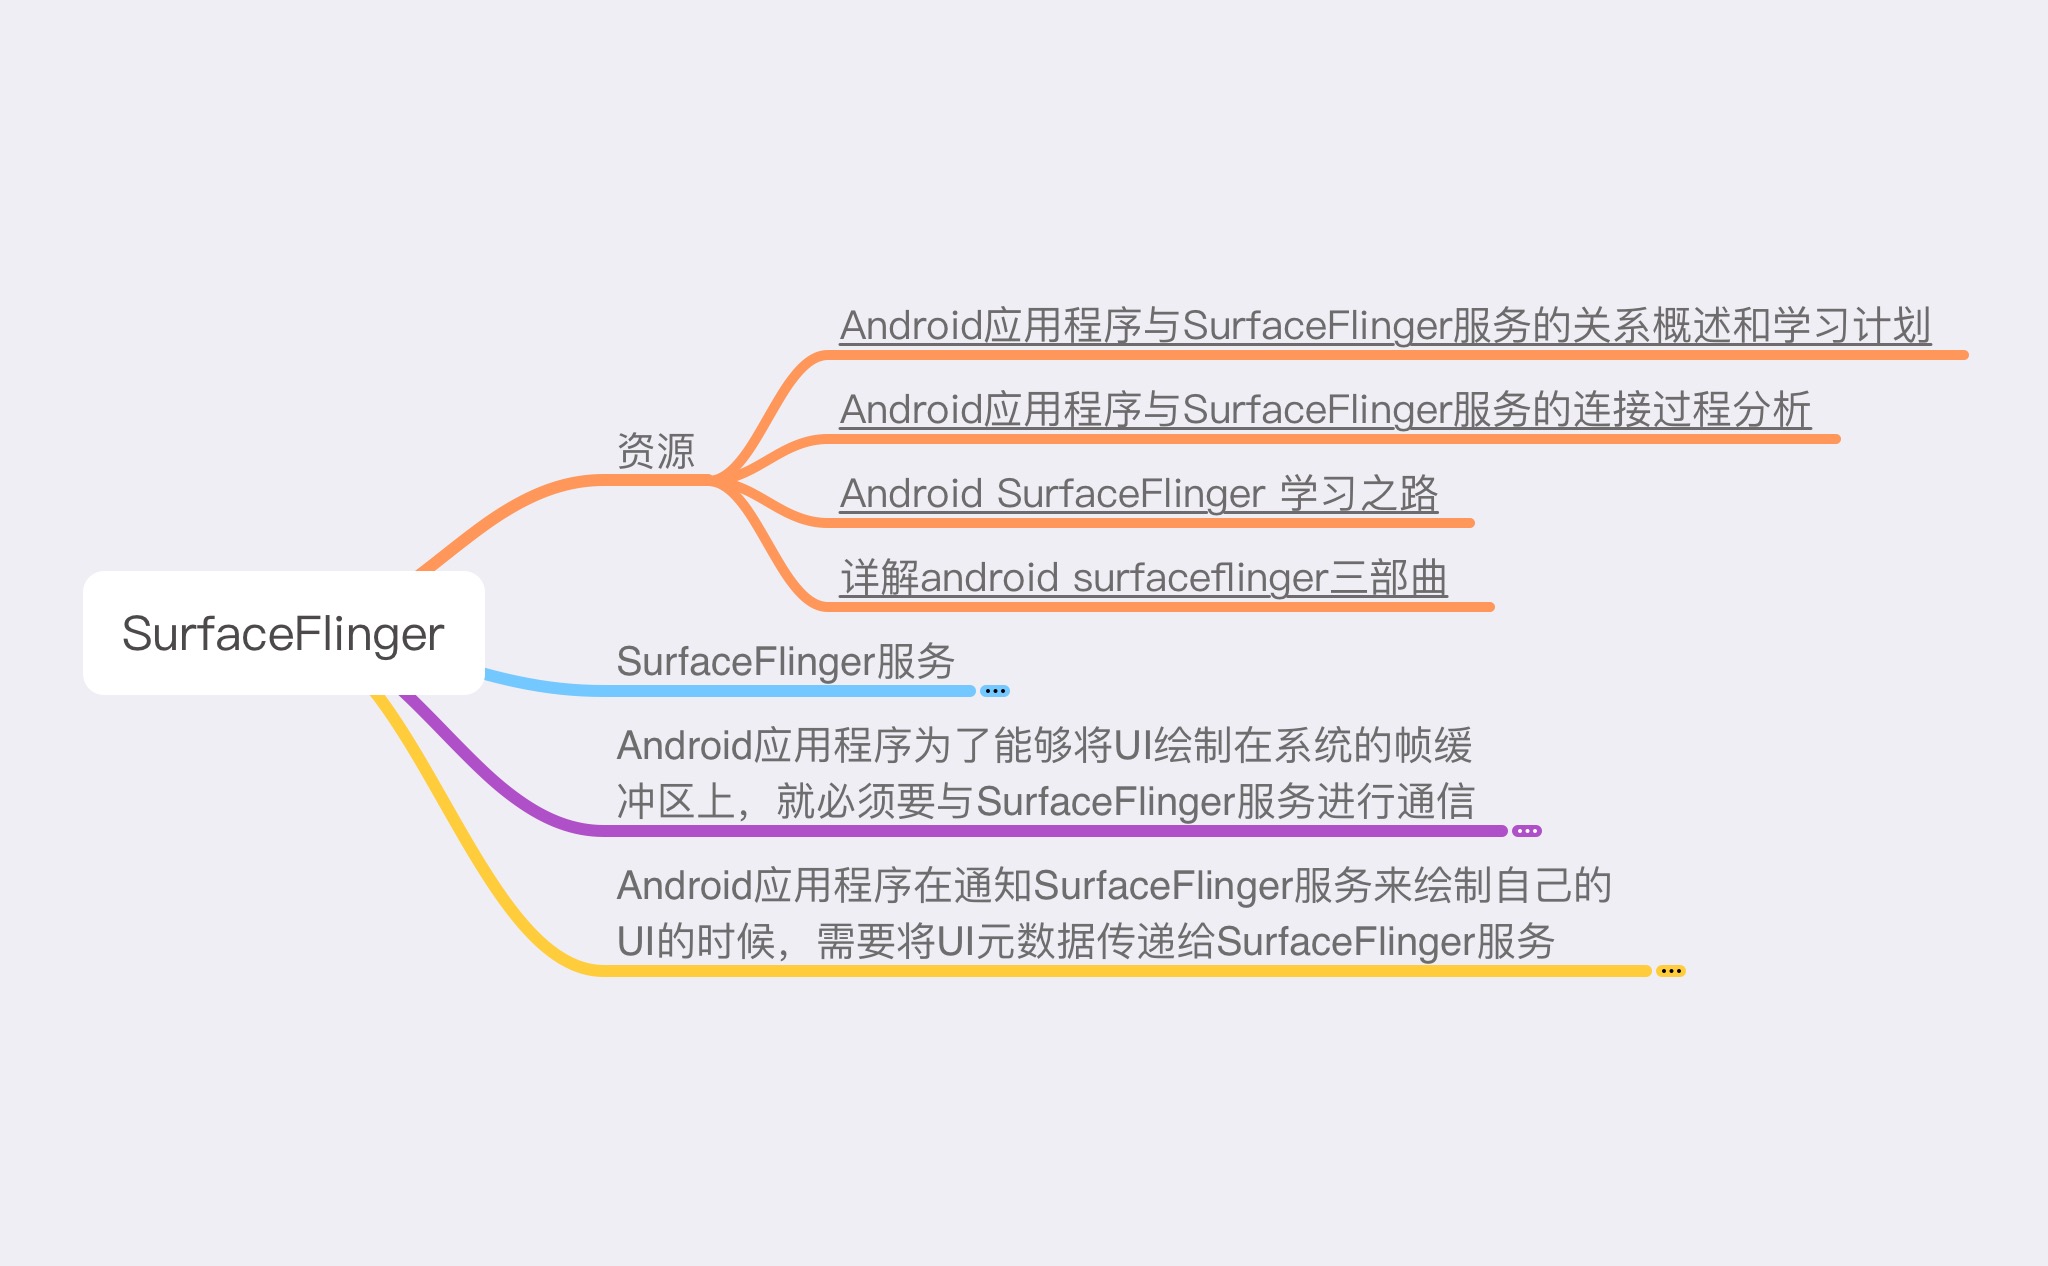 Android应用程序与SurfaceFlinger服务的关系概述和学习计划
Android应用程序与SurfaceFlinger服务的连接过程分析
资源
Android SurfaceFlinger 学习之路
详解android surfaceflinger三部曲
SurfaceFlinger
SurfaceFlinger服务
Android应用程序为了能够将UI绘制在系统的帧缓
冲区上，就必须要与SurfaceFlinger服务进行通信
Android应用程序在通知SurfaceFlinger服务来绘制自己的
UI的时候，需要将UI元数据传递给SurfaceFlinger服务